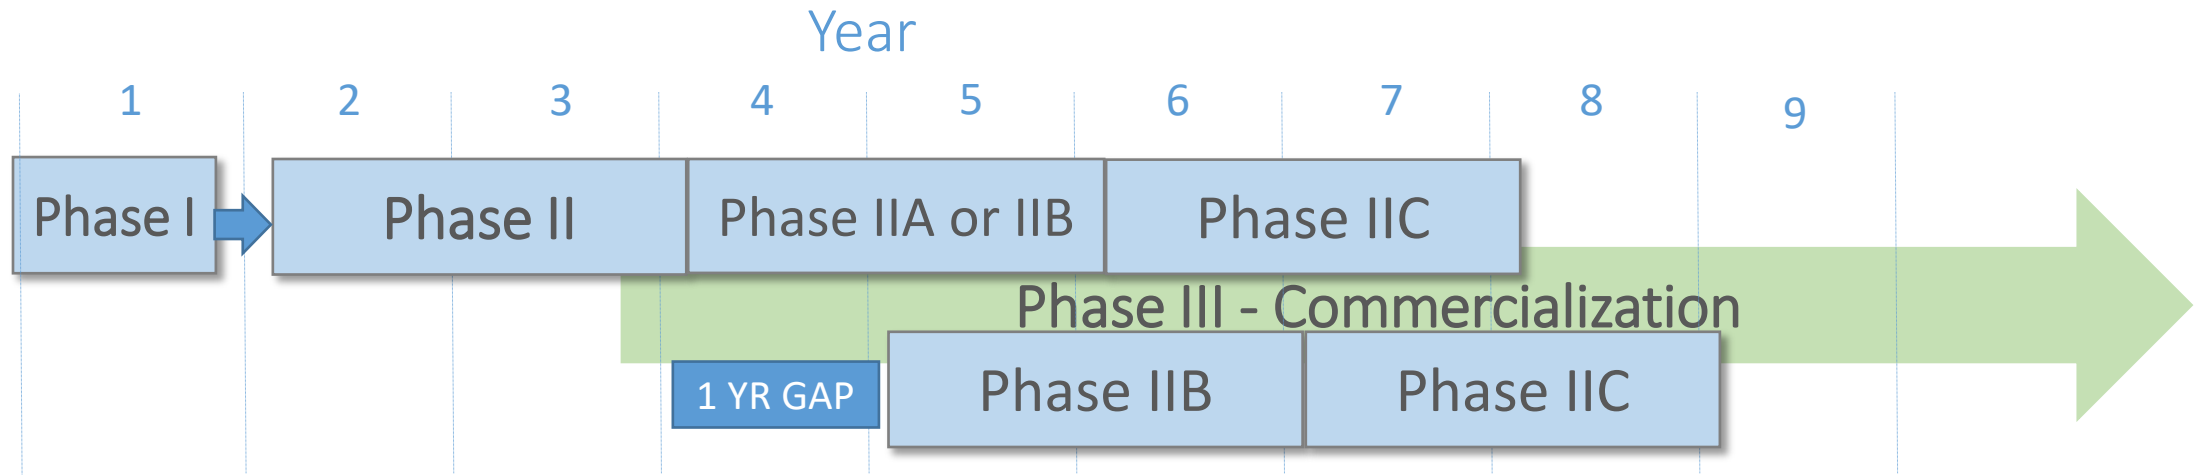 Year
1 2 3 4 5 6 7 8 9
Phase I Phase II Phase IIA or IIB Phase IIC
Phase III - Commercialization
1 YR GAP Phase IIB Phase IIC